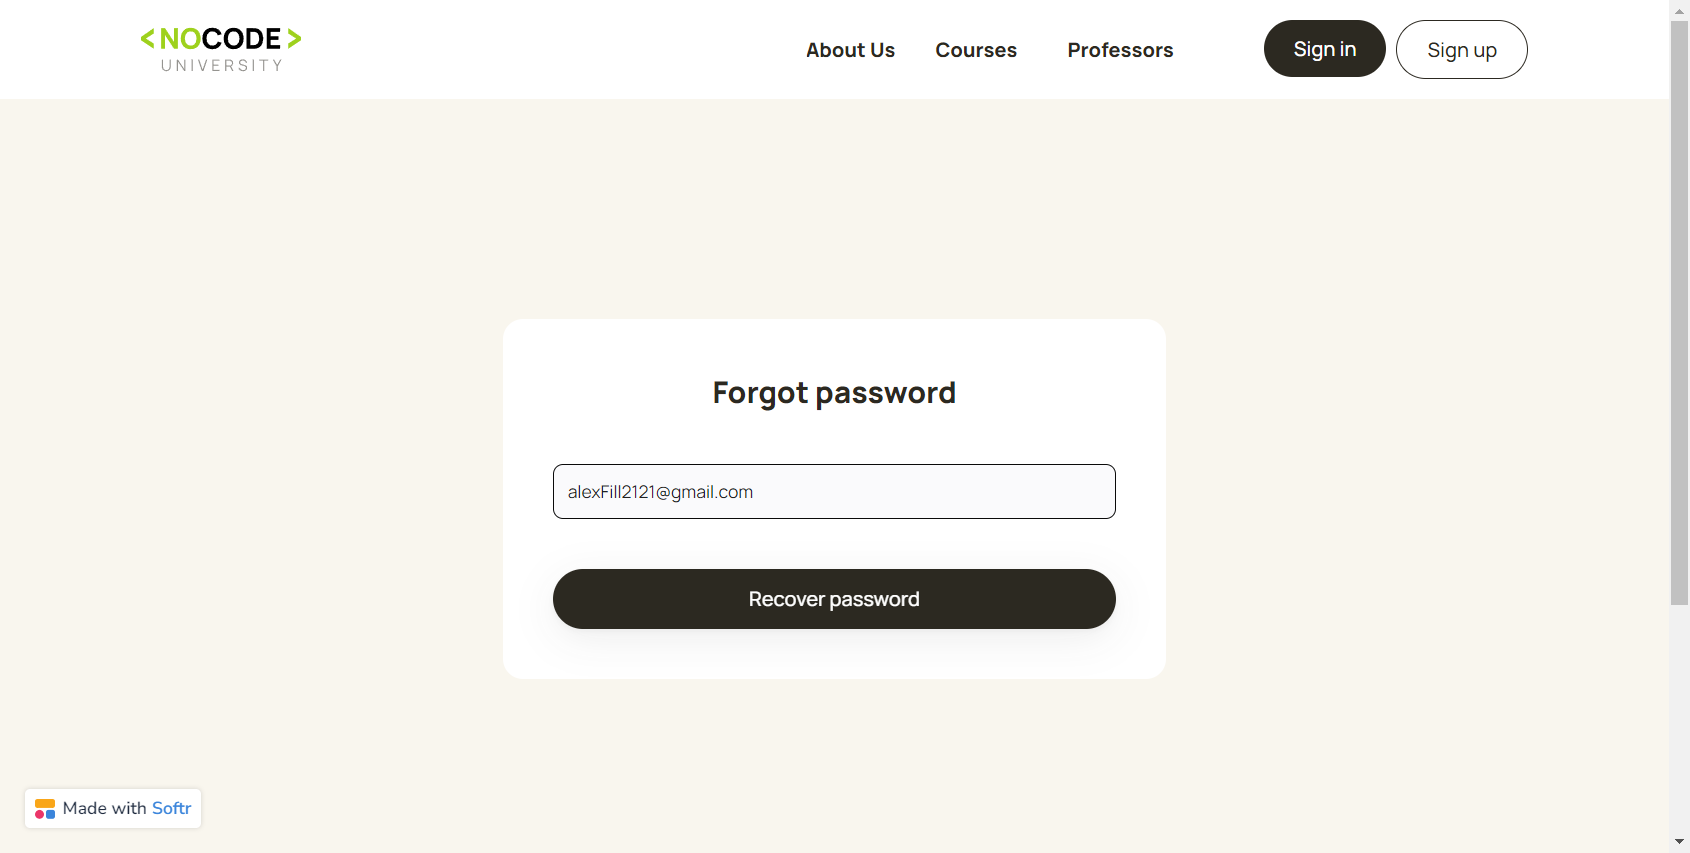 <NOCODE>
UNIVERSITY
About Us
Courses
Professors
Sign in
Sign up
Forgot password
alexFill2121@gmail.com
Recover password
Made with Softr